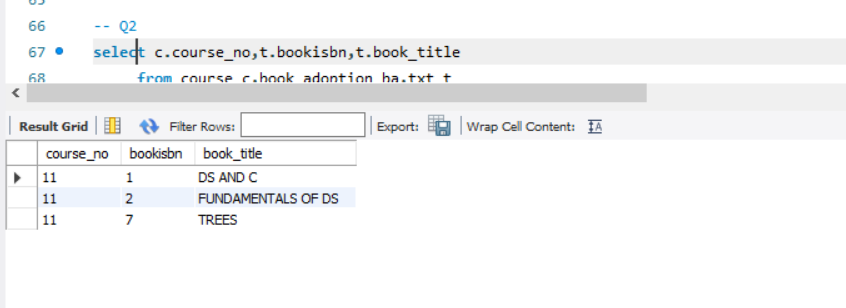 65
66 -- Q2
67 select c.course_no,t.bookisbn,t.book_title
68 from course c,book_adoption ba,txt t
Result Grid Filter Rows: Export: Wrap Cell Content:
course_no bookisbn book_title
11 1 DS AND C
11 2 FUNDAMENTALS OF DS
11 7 TREES